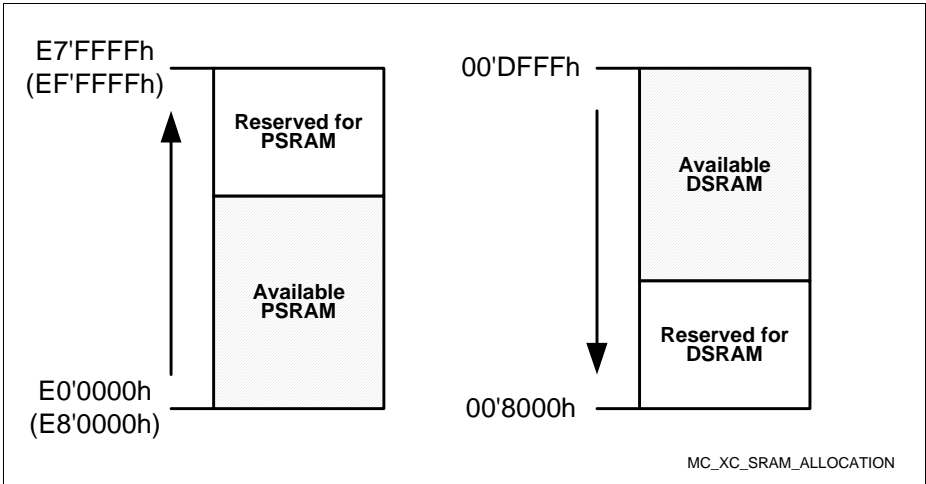 E7'FFFFh
(EF'FFFFh)
Reserved for
PSRAM
Available
PSRAM
E0'0000h
(E8'0000h)
00'DFFFh
Available
DSRAM
Reserved for
DSRAM
00'8000h
MC_XC_SRAM_ALLOCATION